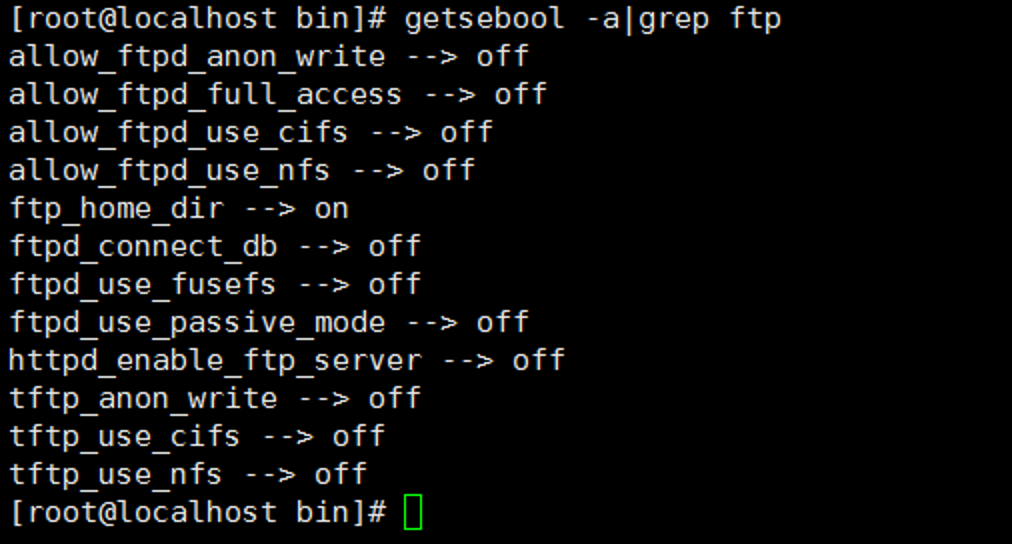 [root@localhost bin]# getsebool -a|grep ftp
allow_ftpd_anon_write --> off
allow_ftpd_full_access --> off
allow_ftpd_use_cifs --> off
allow_ftpd_use_nfs --> off
ftp_home_dir --> on
ftpd_connect_db --> off
ftpd_use_fusefs --> off
ftpd_use_passive_mode --> off
httpd_enable_ftp_server --> off
tftp_anon_write --> off
tftp_use_cifs --> off
tftp_use_nfs --> off
[root@localhost bin]#